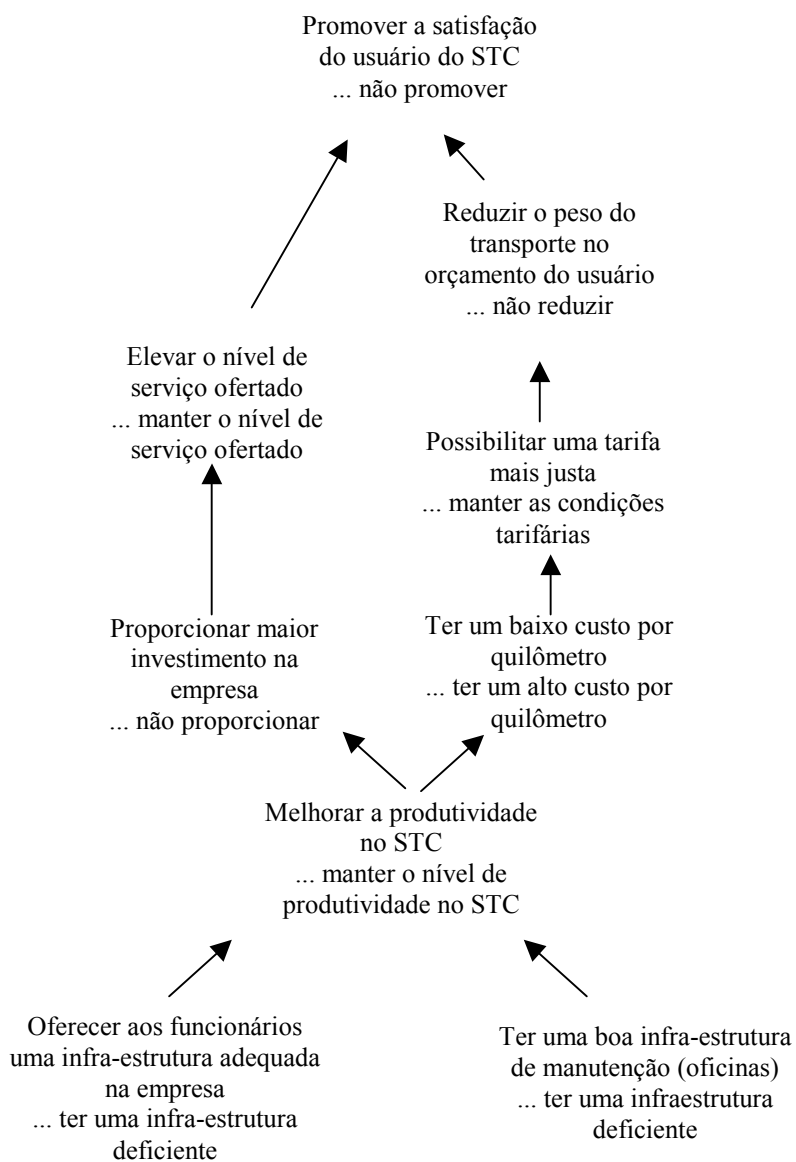 Promover a satisfação
do usuário do STC
... não promover
Reduzir o peso do
transporte no
orçamento do usuário
... não reduzir
Elevar o nível de
serviço ofertado
... manter o nível de
serviço ofertado
Possibilitar uma tarifa
mais justa
... manter as condições
tarifárias
Proporcionar maior
investimento na
empresa
... não proporcionar
Ter um baixo custo por
quilômetro
... ter um alto custo por
quilômetro
Melhorar a produtividade
no STC
... manter o nível de
produtividade no STC
Oferecer aos funcionários
uma infra-estrutura adequada
na empresa
... ter uma infra-estrutura
deficiente
Ter uma boa infra-estrutura
de manutenção (oficinas)
... ter uma infraestrutura
deficiente